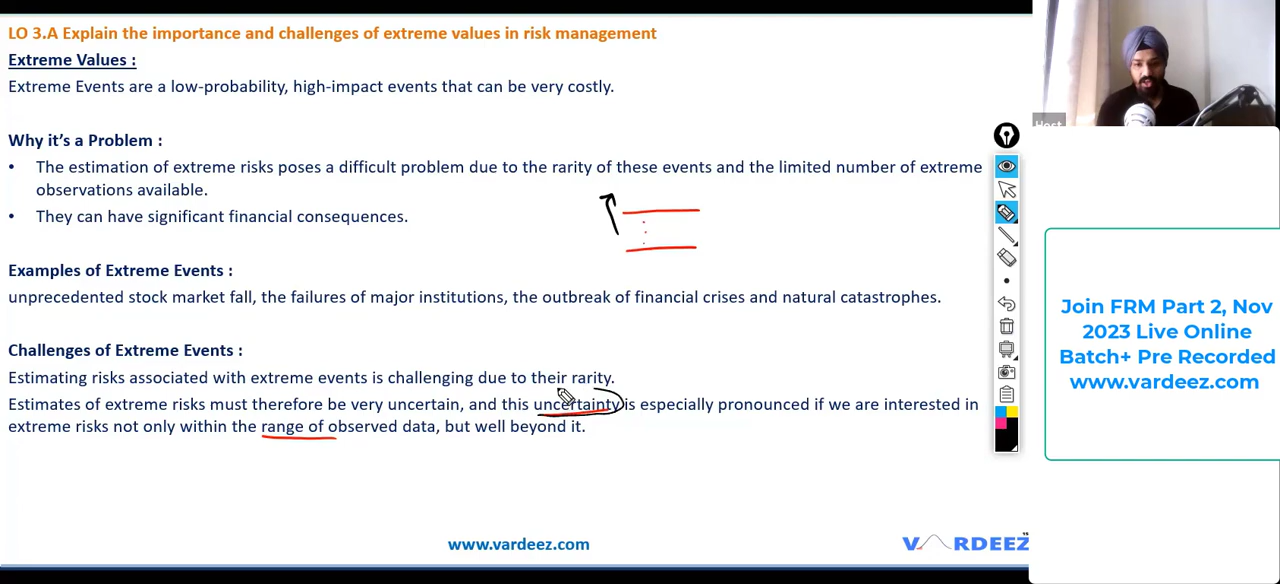 LO 3.A Explain the importance and challenges of extreme values in risk management
Extreme Values :
Extreme Events are a low-probability, high-impact events that can be very costly.
Why it's a Problem :
• The estimation of extreme risks poses a difficult problem due to the rarity of these events and the limited number of extreme
observations available.
• They can have significant financial consequences.
Examples of Extreme Events :
unprecedented stock market fall, the failures of major institutions, the outbreak of financial crises and natural catastrophes.
Challenges of Extreme Events :
Estimating risks associated with extreme events is challenging due to their rarity.
Estimates of extreme risks must therefore be very uncertain, and this uncertainty is especially pronounced if we are interested in
extreme risks not only within the range of observed data, but well beyond it.
www.vardeez.com
V RDEEZ
Host
Join FRM Part 2, Nov
2023 Live Online
Batch+ Pre Recorded
www.vardeez.com